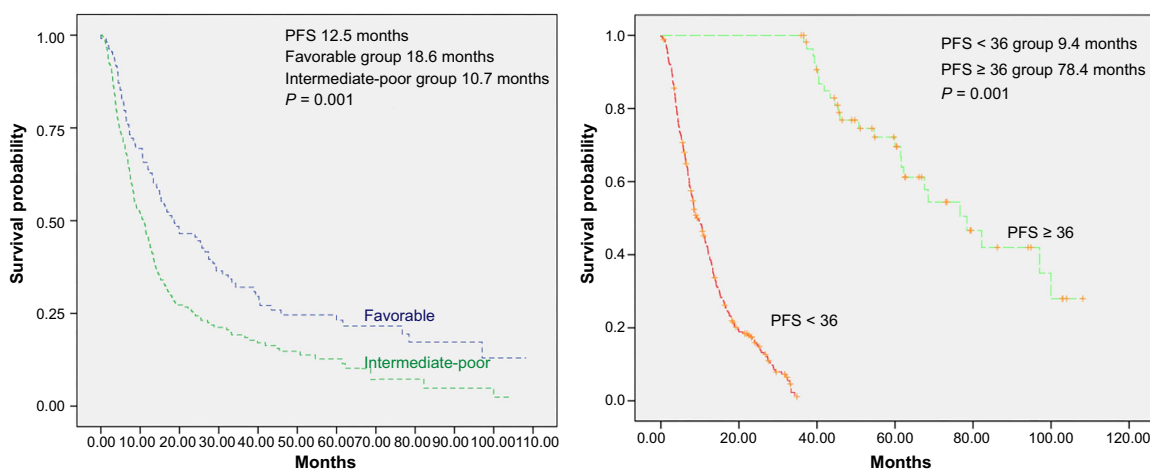 PFS 12.5 months
Favorable group 18.6 months
Intermediate-poor group 10.7 months
P = 0.001
1.00
0.75
0.50
0.25
0.00
Survival probability
Favorable
Intermediate-poor
0.00 10.00 20.00 30.00 40.00 50.00 60.00 70.00 80.00 90.00 100.00 110.00
Months
PFS < 36 group 9.4 months
PFS ≥ 36 group 78.4 months
P = 0.001
1.0
0.8
0.6
0.4
0.2
0.0
Survival probability
PFS ≥ 36
PFS < 36
0.00 20.00 40.00 60.00 80.00 100.00 120.00
Months